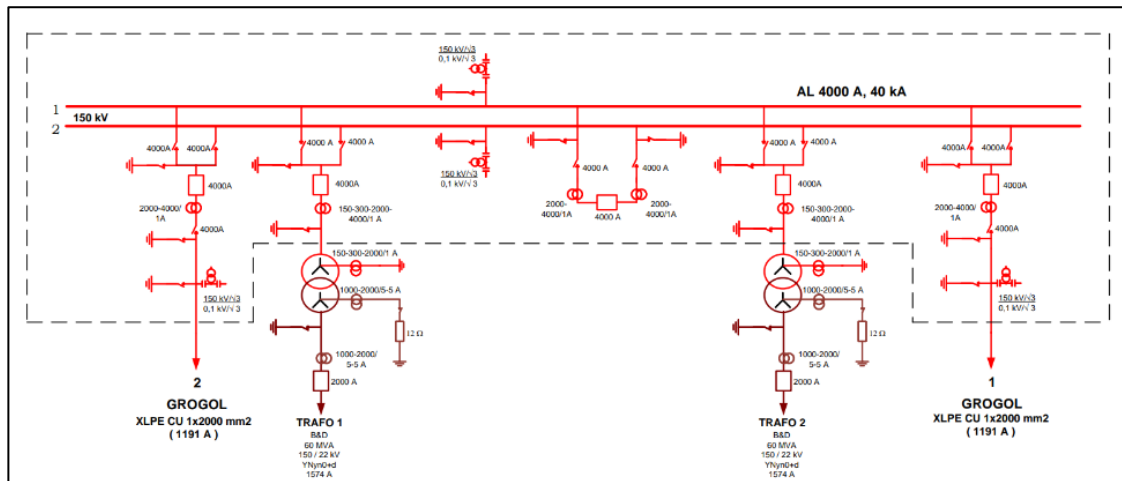 150 kV/√3
0,1 kV/√ 3
AL 4000 A, 40 kA
1
150 kV
2
4000A
4000A
4000 A
4000 A
150 kV/√3
0,1 kV/√ 3
4000 A
4000 A
4000 A
4000 A
4000A
4000A
4000A
4000A
4000A
4000A
2000-4000/
1A
150-300-2000-
4000/1 A
2000-
4000/1A
4000 A
2000-
4000/1A
150-300-2000-
4000/1 A
2000-4000/
1A
4000A
4000A
150-300-2000/1 A
150-300-2000/1 A
1000-2000/5-5 A
1000-2000/5-5 A
150 kV/√3
0,1 kV/√ 3
150 kV/√3
0,1 kV/√ 3
12 Ω
12 Ω
1000-2000/
5-5 A
1000-2000/
5-5 A
2000 A
2000 A
2
GROGOL
XLPE CU 1x2000 mm2
( 1191 A )
TRAFO 1
B&D
60 MVA
150 / 22 kV
YNyn0+d
1574 A
TRAFO 2
B&D
60 MVA
150 / 22 kV
YNyn0+d
1574 A
1
GROGOL
XLPE CU 1x2000 mm2
( 1191 A )